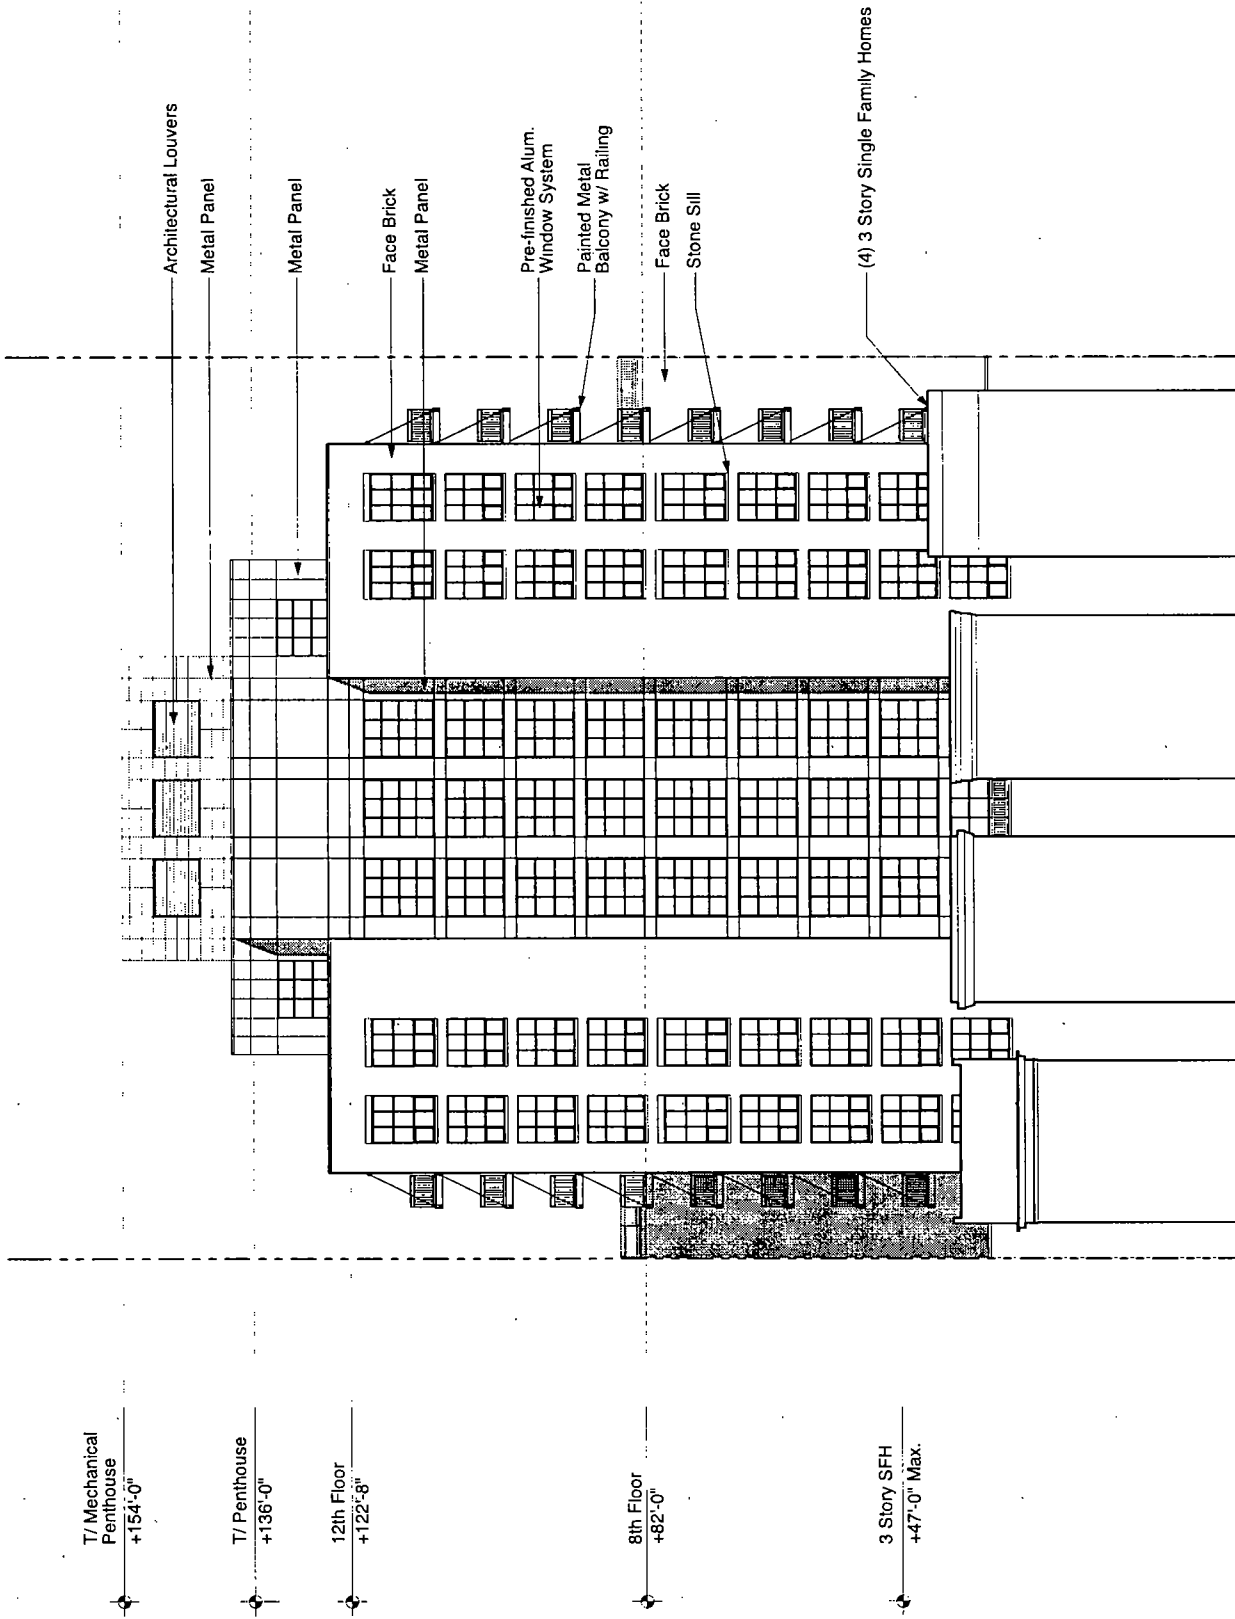 T/ Mechanical
Penthouse
+154'-0"
T/ Penthouse
+136'-0"
12th Floor
+122'-8"
8th Floor
+82'-0"
3 Story SFH
+47'-0" Max.
Architectural Louvers
Metal Panel
Metal Panel
Face Brick
Metal Panel
Pre-finished Alum.
Window System
Painted Metal
Balcony w/ Railing
Face Brick
Stone Sill
(4) 3 Story Single Family Homes